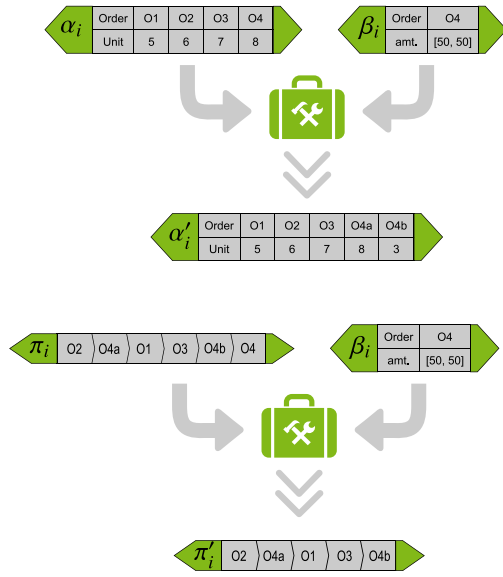 αi Order O1 O2 O3 O4
Unit 5 6 7 8
βi Order O4
amt. [50, 50]
α′i Order O1 O2 O3 O4a O4b
Unit 5 6 7 8 3
πi O2 O4a O1 O3 O4b O4
βi Order O4
amt. [50, 50]
π′i O2 O4a O1 O3 O4b